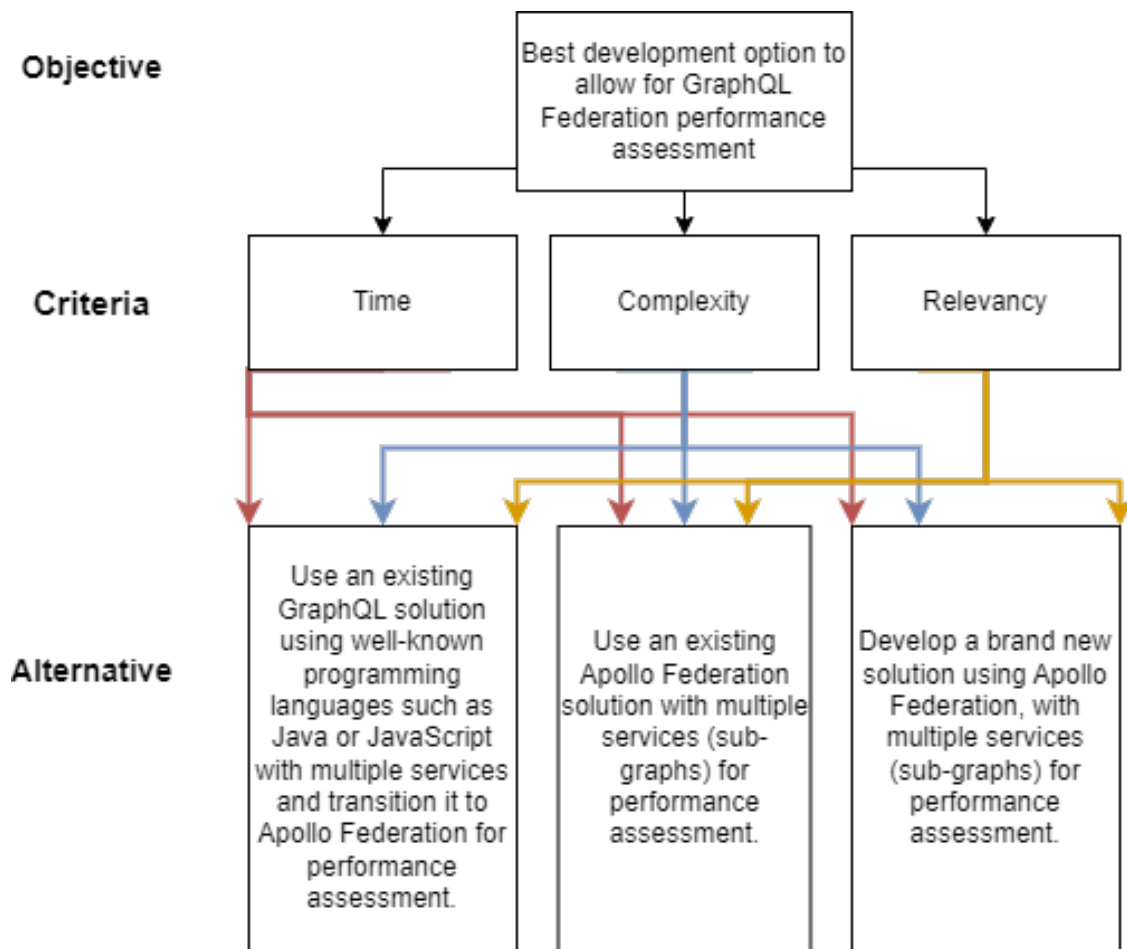 Objective
Best development option to
allow for GraphQL
Federation performance
assessment
Criteria
Time
Complexity
Relevancy
Alternative
Use an existing
GraphQL solution
using well-known
programming
languages such as
Java or JavaScript
with multiple services
and transition it to
Apollo Federation for
performance
assessment.
Use an existing
Apollo Federation
solution with multiple
services (sub-
graphs) for
performance
assessment.
Develop a brand new
solution using Apollo
Federation, with
multiple services
(sub-graphs) for
performance
assessment.